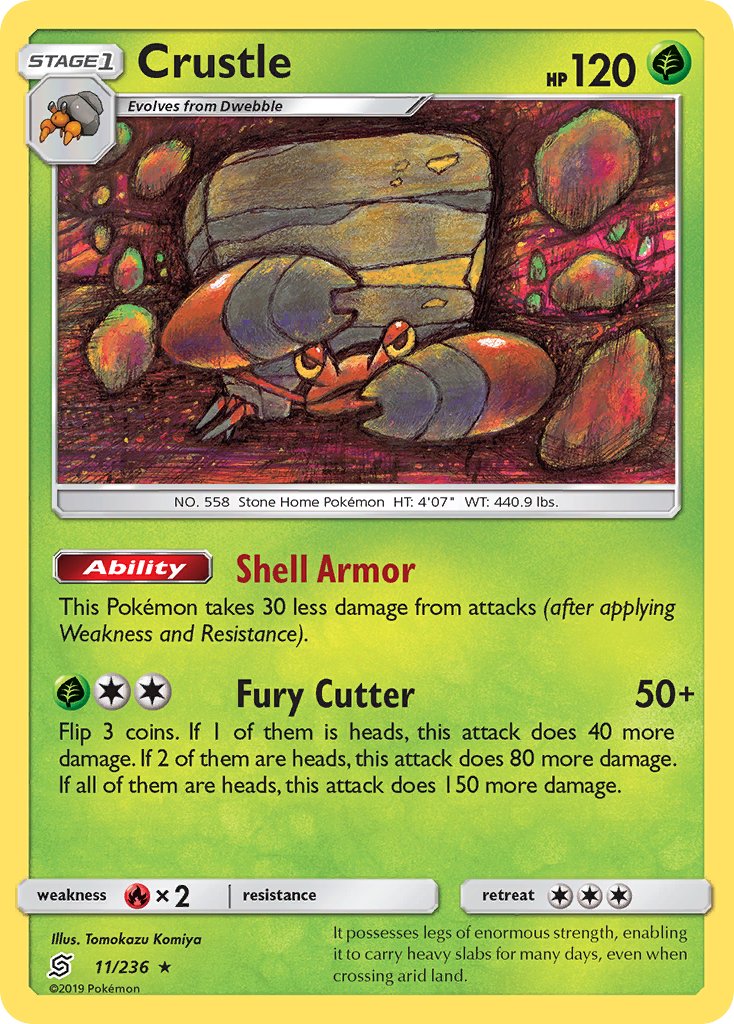 STAGE1
Crustle
HP 120
Evolves from Dwebble
NO. 558 Stone Home Pokémon HT: 4'07" WT: 440.9 lbs.
Ability Shell Armor
This Pokémon takes 30 less damage from attacks (after applying
Weakness and Resistance).
Fury Cutter 50+
Flip 3 coins. If 1 of them is heads, this attack does 40 more
damage. If 2 of them are heads, this attack does 80 more damage.
If all of them are heads, this attack does 150 more damage.
weakness ×2 resistance retreat
Illus. Tomokazu Komiya
11/236 ★
©2019 Pokémon
It possesses legs of enormous strength, enabling
it to carry heavy slabs for many days, even when
crossing arid land.